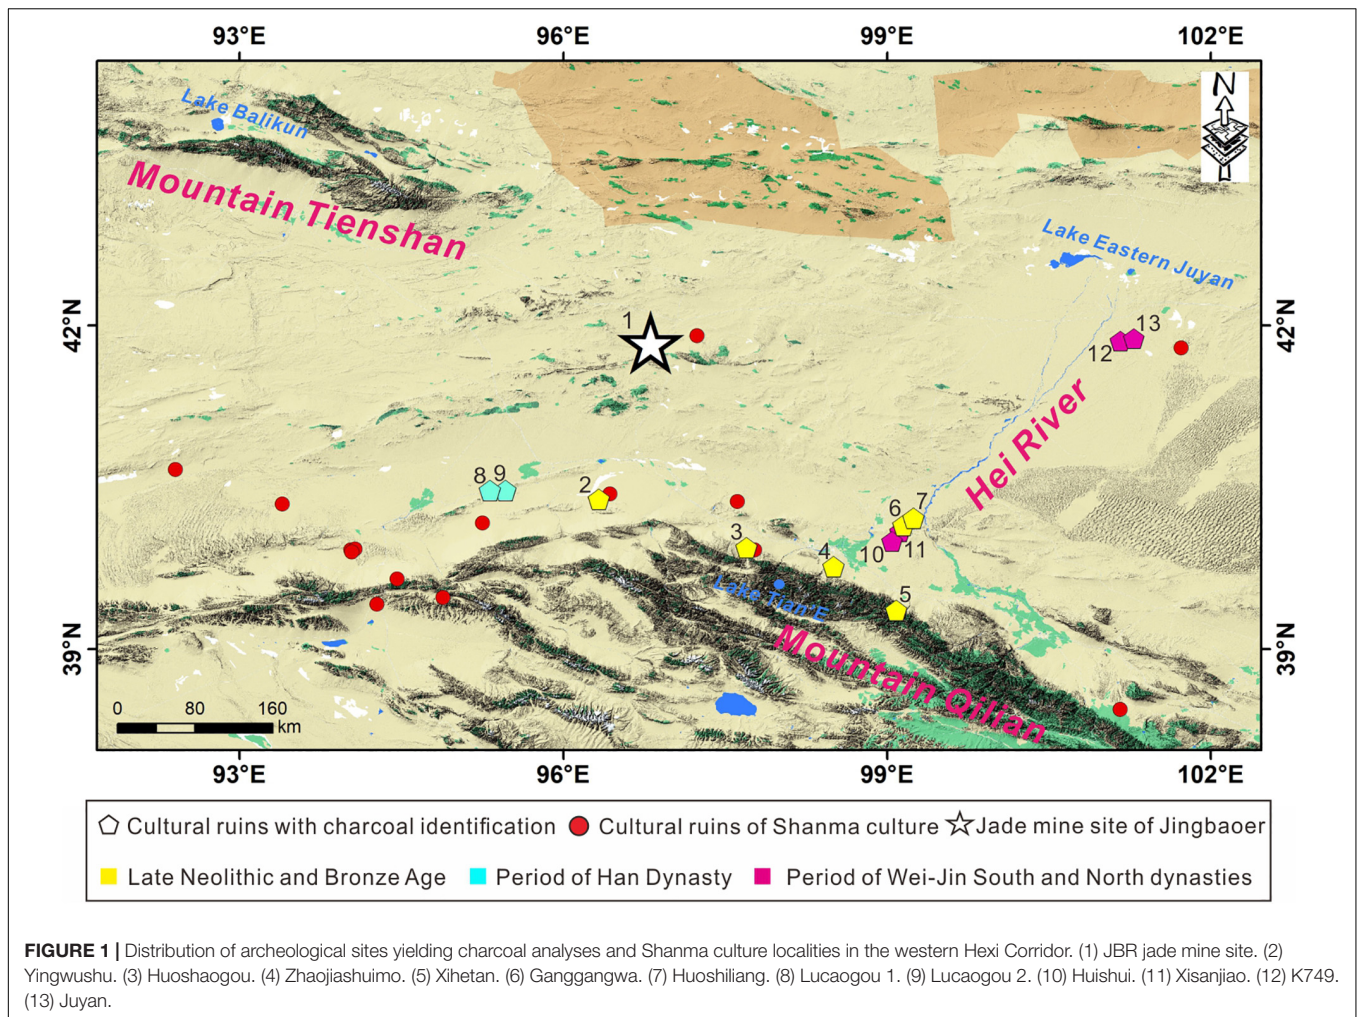 93°E 96°E 99°E 102°E
N
Lake Balikun
Mountain Tienshan
Lake Eastern Juyan
42°N 42°N
1
13
12
Hei River
8 9 2 7
6
3 10 11
4
Lake Tian'E 5
Mountain Qilian
39°N 39°N
0 80 160
km
93°E 96°E 99°E 102°E
Cultural ruins with charcoal identification Cultural ruins of Shanma culture Jade mine site of Jingbaoer
Late Neolithic and Bronze Age Period of Han Dynasty Period of Wei-Jin South and North dynasties
FIGURE 1 | Distribution of archeological sites yielding charcoal analyses and Shanma culture localities in the western Hexi Corridor. (1) JBR jade mine site. (2)
Yingwushu. (3) Huoshaogou. (4) Zhaojiashuimo. (5) Xihetan. (6) Ganggangwa. (7) Huoshiliang. (8) Lucaogou 1. (9) Lucaogou 2. (10) Huishui. (11) Xisanjiao. (12) K749.
(13) Juyan.